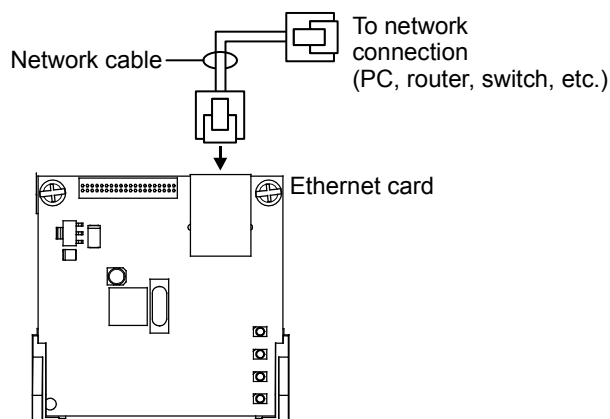 To network
connection
(PC, router, switch, etc.)
Network cable
Ethernet card